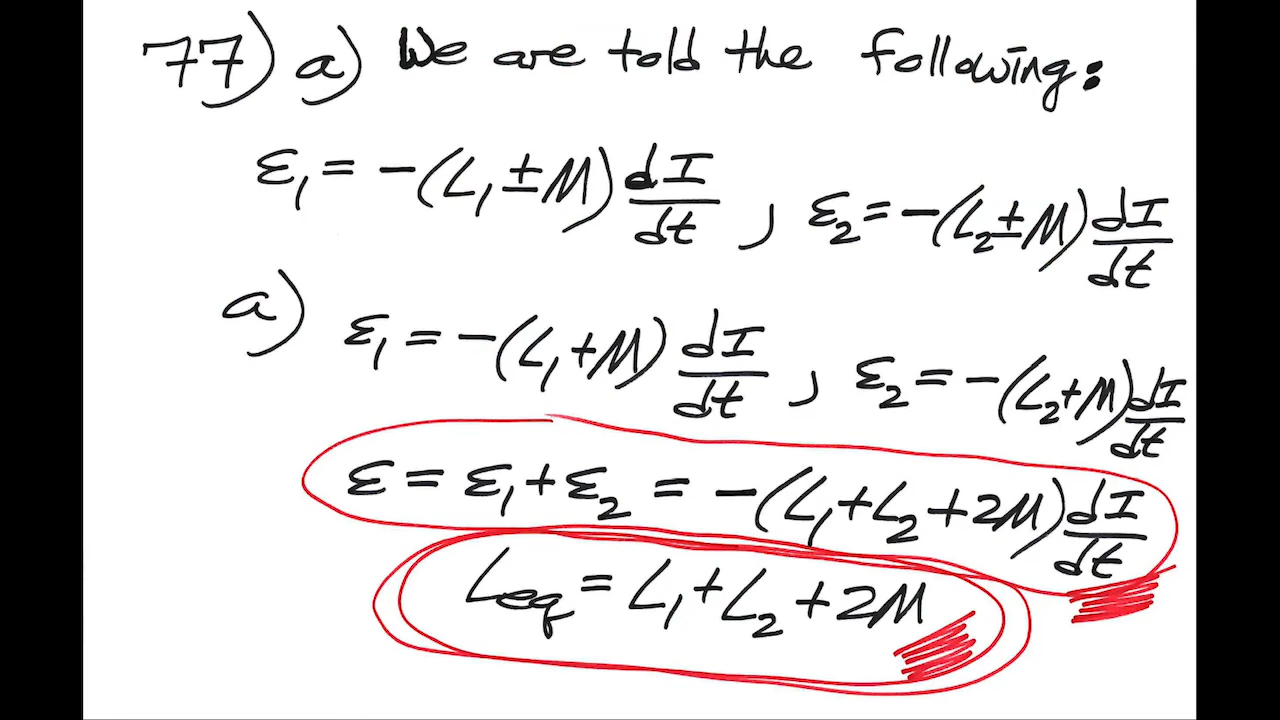 77) a) We are told the following:
ε₁ = -(L₁ ± M) dI/dt , ε₂ = -(L₂ ± M) dI/dt
a) ε₁ = -(L₁ + M) dI/dt , ε₂ = -(L₂ + M) dI/dt
ε = ε₁ + ε₂ = -(L₁ + L₂ + 2M) dI/dt
Leq = L₁ + L₂ + 2M